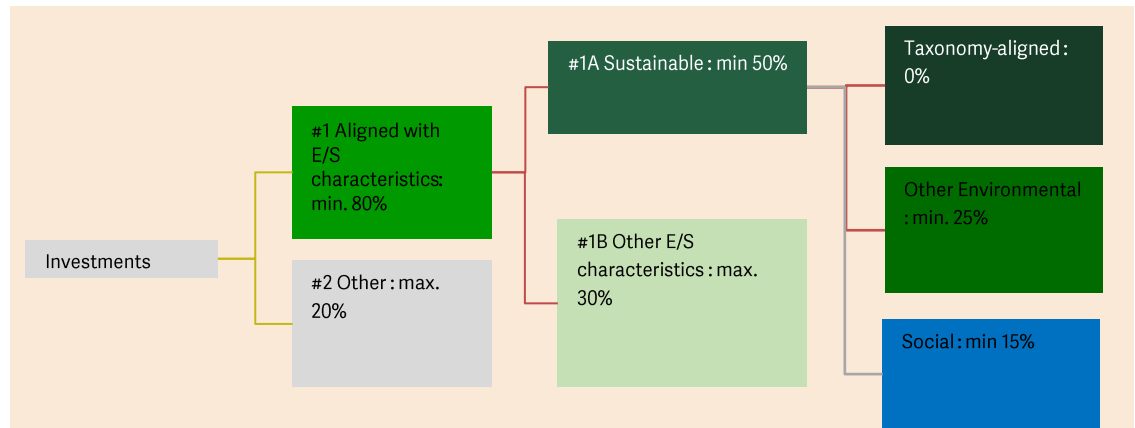 Investments
#1 Aligned with
E/S
characteristics:
min. 80%
#2 Other : max.
20%
#1A Sustainable : min 50%
#1B Other E/S
characteristics : max.
30%
Taxonomy-aligned :
0%
Other Environmental
: min. 25%
Social : min 15%